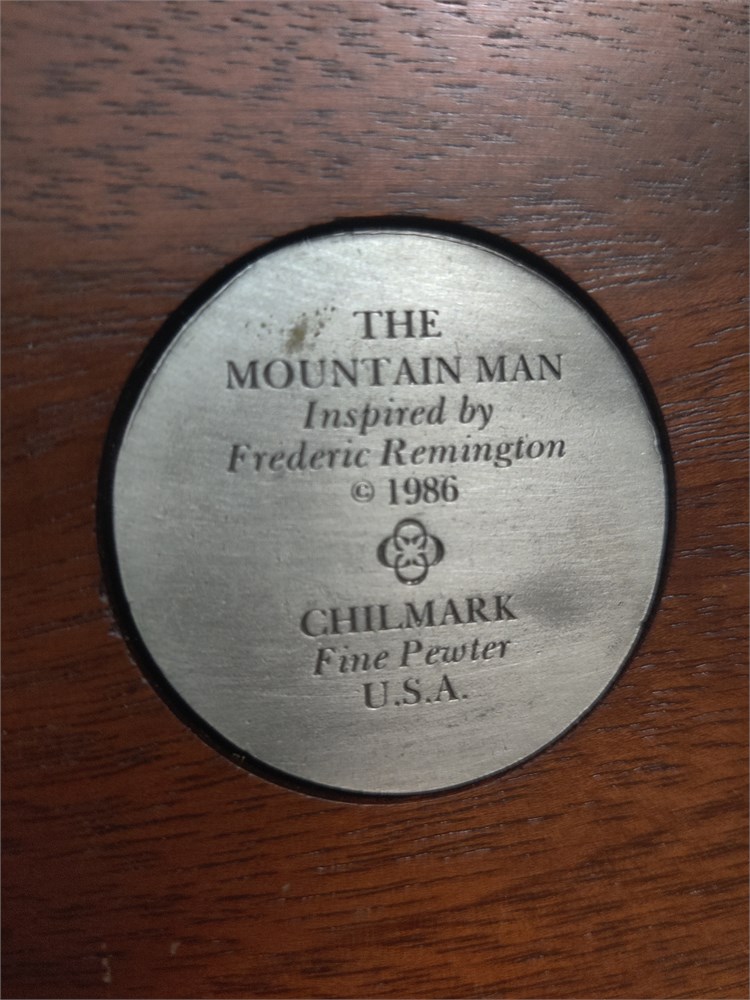 THE
MOUNTAIN MAN
Inspired by
Frederic Remington
© 1986
CHILMARK
Fine Pewter
U.S.A.